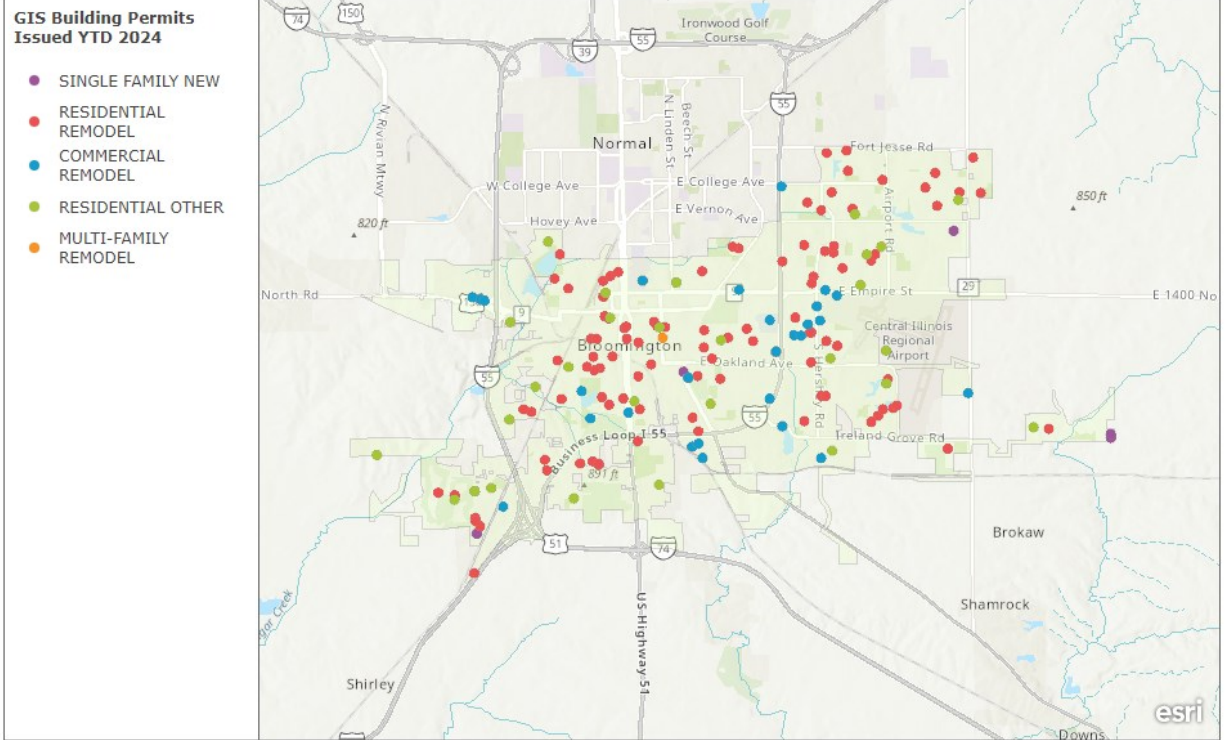 GIS Building Permits
Issued YTD 2024
SINGLE FAMILY NEW
RESIDENTIAL
REMODEL
COMMERCIAL
REMODEL
RESIDENTIAL OTHER
MULTI-FAMILY
REMODEL
74
150
39
55
Ironwood Golf
Course
55
N Rivian Mtwy
N Linden St
Beech St
Normal
Fort Jesse Rd
W College Ave
E College Ave
850 ft
820 ft
Hovey Ave
E Vernon Ave
Airport Rd
North Rd
9
E Empire St
29
E 1400 No
Bloomington
Central Illinois
Regional
Airport
E Oakland Ave
S Hershey Rd
55
55
Business Loop I 55
Ireland Grove Rd
891 ft
51
74
Brokaw
US Highway 51
Shamrock
Shirley
Downs
esri